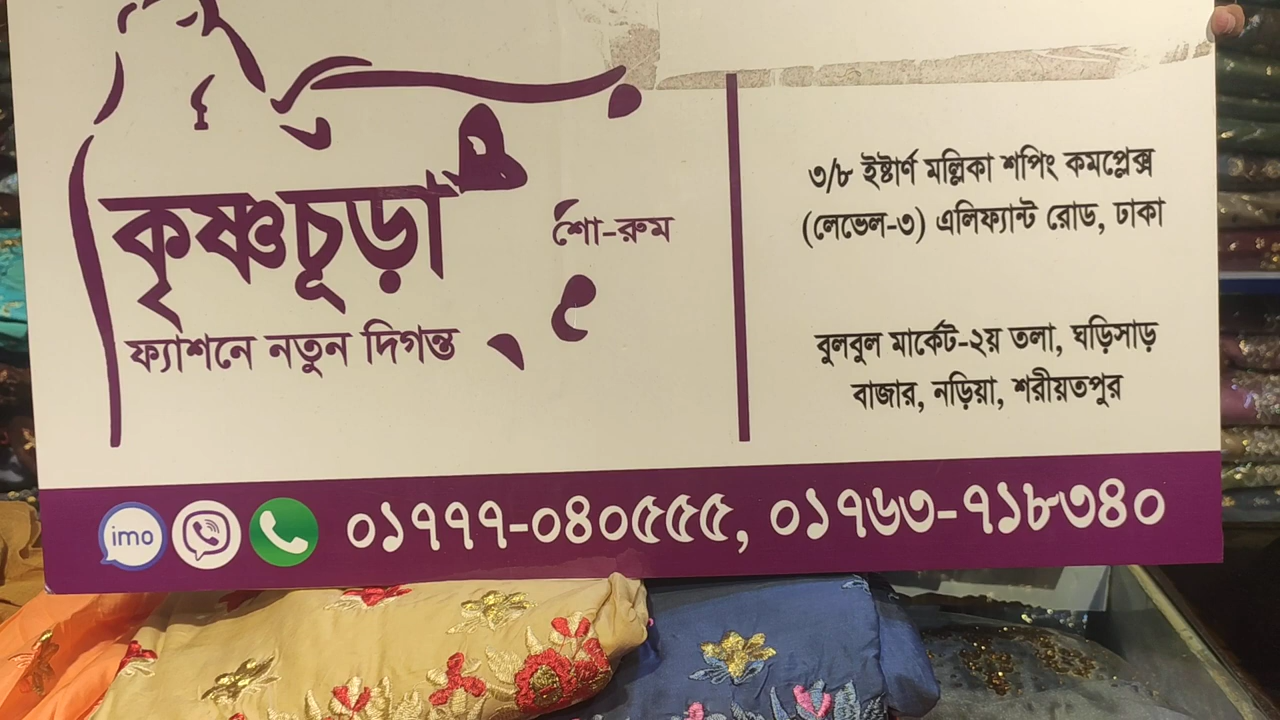 কৃষ্ণচূড়া
শো-রুম
ফ্যাশনে নতুন দিগন্ত
৩/৮ ইষ্টার্ণ মল্লিকা শপিং কমপ্লেক্স
(লেভেল-৩) এলিফ্যান্ট রোড, ঢাকা
বুলবুল মার্কেট-২য় তলা, ঘড়িসাড়
বাজার, নড়িয়া, শরীয়তপুর
imo
০১৭৭৭-০৪০৫৫৫, ০১৭৬৩-৭১৮৩৪০